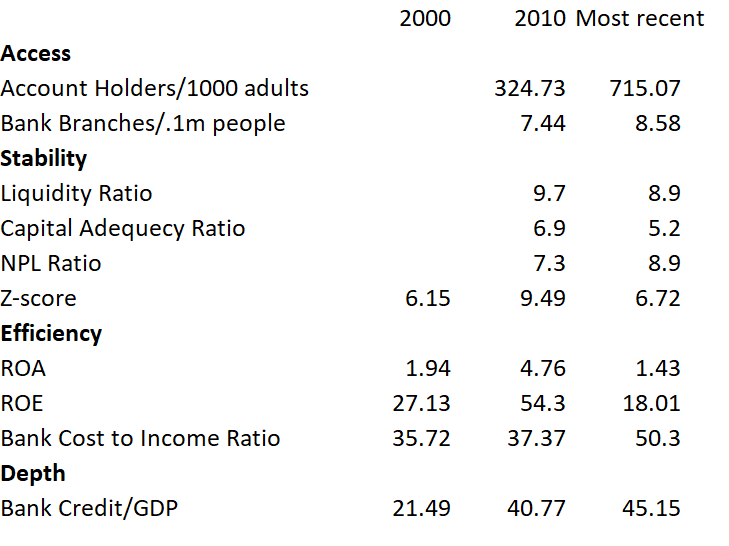 2000 2010 Most recent
Access
Account Holders/1000 adults 324.73 715.07
Bank Branches/.1m people 7.44 8.58
Stability
Liquidity Ratio 9.7 8.9
Capital Adequecy Ratio 6.9 5.2
NPL Ratio 7.3 8.9
Z-score 6.15 9.49 6.72
Efficiency
ROA 1.94 4.76 1.43
ROE 27.13 54.3 18.01
Bank Cost to Income Ratio 35.72 37.37 50.3
Depth
Bank Credit/GDP 21.49 40.77 45.15